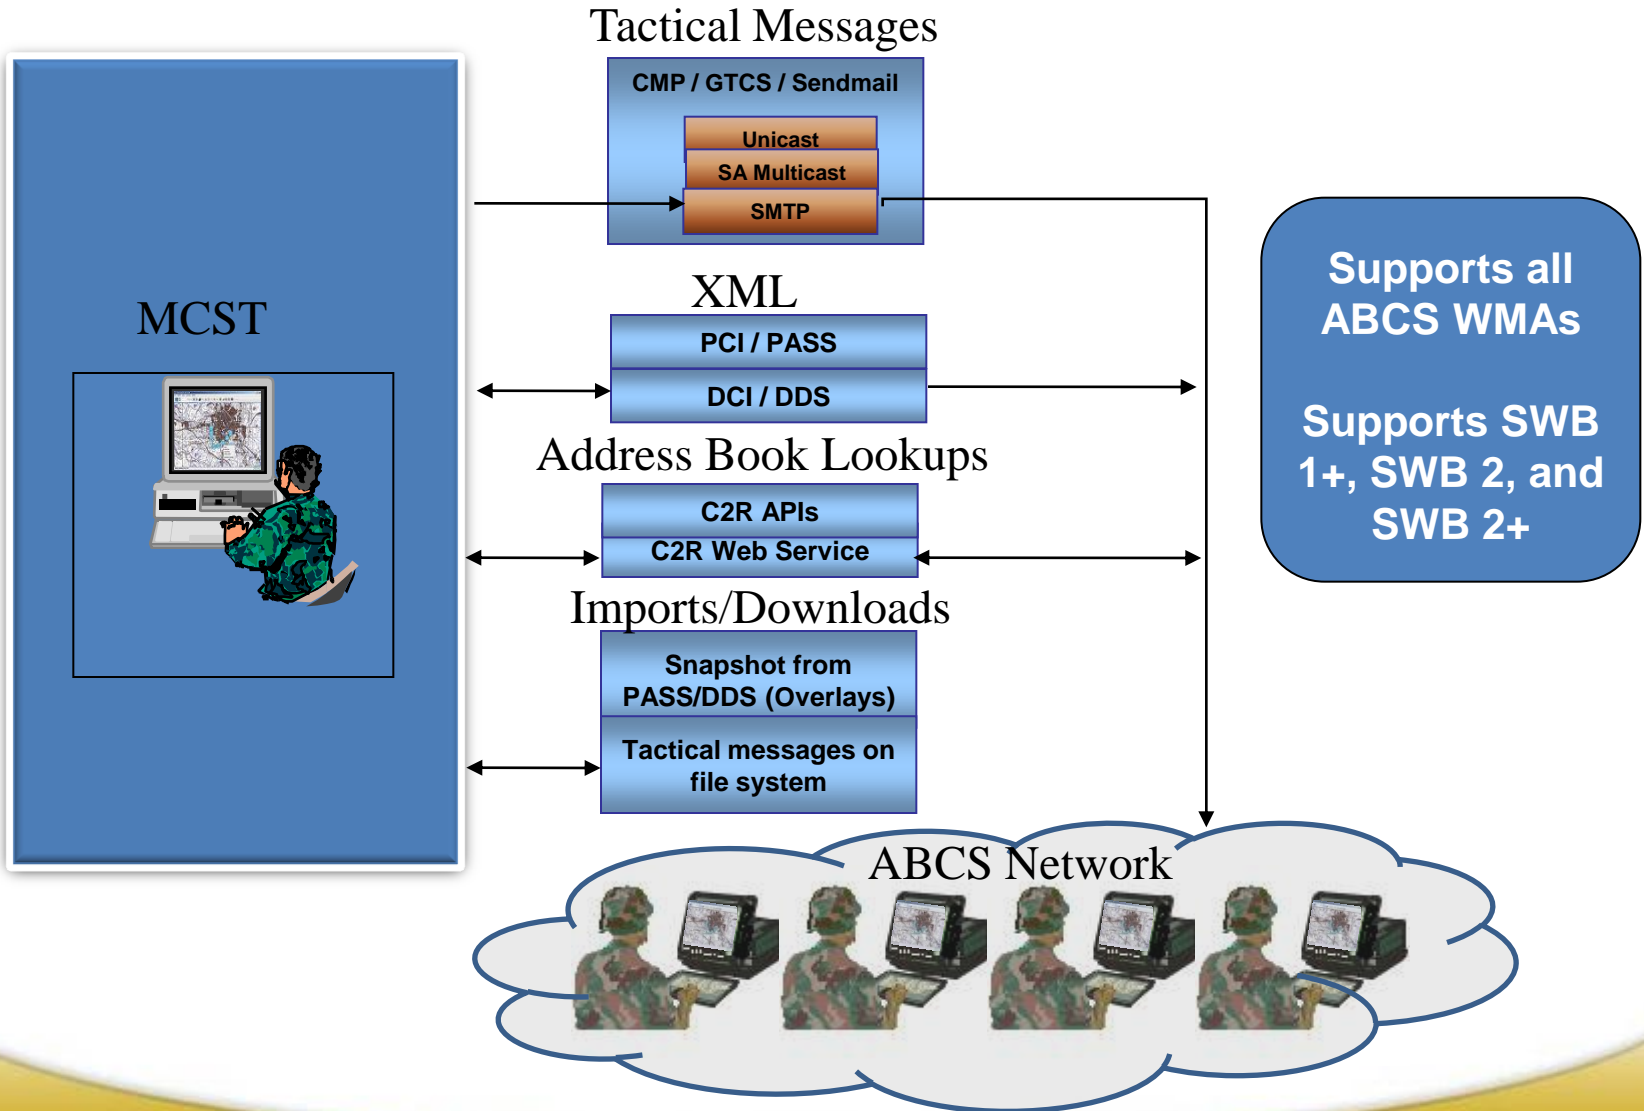 Tactical Messages
CMP / GTCS / Sendmail
Unicast
SA Multicast
SMTP
MCST
XML
PCI / PASS
DCI / DDS
Address Book Lookups
C2R APIs
C2R Web Service
Imports/Downloads
Snapshot from
PASS/DDS (Overlays)
Tactical messages on
file system
Supports all
ABCS WMAs
Supports SWB
1+, SWB 2, and
SWB 2+
ABCS Network